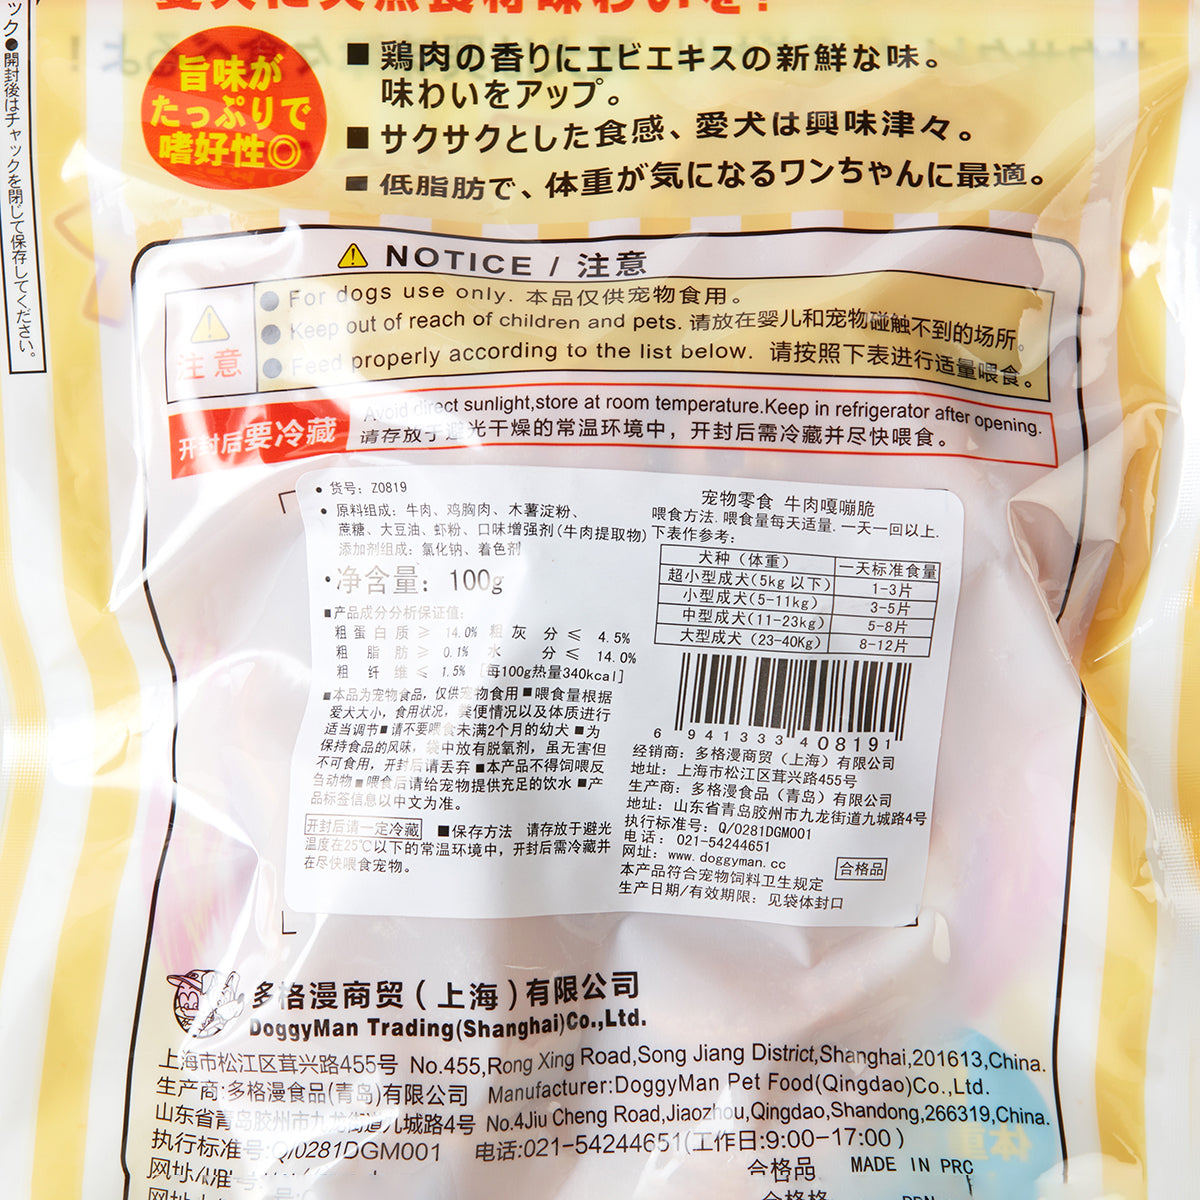 ック●開封後はチャックを閉じて保存してください。
旨味が
たっぷりで
嗜好性◎
■ 鶏肉の香りにエビエキスの新鮮な味。
味わいをアップ。
■ サクサクとした食感、愛犬は興味津々。
■ 低脂肪で、体重が気になるワンちゃんに最適。
NOTICE / 注意
注意
● For dogs use only. 本品仅供宠物食用。
● Keep out of reach of children and pets. 请放在婴儿和宠物碰触不到的场所。
● Feed properly according to the list below. 请按照下表进行适量喂食。
开封后要冷藏
Avoid direct sunlight,store at room temperature.Keep in refrigerator after opening.
请存放于避光干燥的常温环境中，开封后需冷藏并尽快喂食。
• 货号: Z0819
• 原料组成: 牛肉、鸡胸肉、木薯淀粉、
蔗糖、大豆油、虾粉、口味增强剂(牛肉提取物)
添加剂组成: 氯化钠、着色剂
•净含量: 100g
■产品成分分析保证值:
粗蛋白质≥ 14.0% 粗灰分≤ 4.5%
粗脂肪≥ 0.1% 水分≤ 14.0%
粗纤维≤ 1.5% [每100g热量340kcal]
■本品为宠物食品，仅供宠物食用■喂食量根据
爱犬大小，食用状况，粪便情况以及体质进行
适当调节■请不要喂食未满2个月的幼犬■为
保持食品的风味，袋中放有脱氧剂，虽无害但
不可食用，开封后请丢弃■本产品不得饲喂反
刍动物■喂食后请给宠物提供充足的饮水■产
品标签信息以中文为准。
开封后请一定冷藏 ■保存方法 请存放于避光
温度在25℃以下的常温环境中，开封后需冷藏并
在尽快喂食宠物。
宠物零食 牛肉嘎嘣脆
喂食方法.喂食量每天适量.一天一回以上.
下表作参考:
犬种（体重） 一天标准食量
超小型成犬(5kg以下) 1-3片
小型成犬(5-11kg) 3-5片
中型成犬(11-23kg) 5-8片
大型成犬(23-40Kg) 8-12片
6 941333 408191
经销商: 多格漫商贸（上海）有限公司
地址: 上海市松江区茸兴路455号
生产商: 多格漫食品（青岛）有限公司
地址: 山东省青岛胶州市九龙街道九城路4号
执行标准号: Q/0281DGM001
电话: 021-54244651
网址: www.doggyman.cc
本产品符合宠物饲料卫生规定
合格品
生产日期/有效期限: 见袋体封口
多格漫商贸(上海)有限公司
DoggyMan Trading(Shanghai)Co.,Ltd.
上海市松江区茸兴路455号 No.455,Rong Xing Road,Song Jiang District,Shanghai,201613,China.
生产商:多格漫食品(青岛)有限公司 Manufacturer:DoggyMan Pet Food(Qingdao)Co.,Ltd.
山东省青岛胶州市九龙街道九城路4号 No.4Jiu Cheng Road,Jiaozhou,Qingdao,Shandong,266319,China.
执行标准号:Q/0281DGM001 电话:021-54244651(工作日:9:00-17:00)
合格品 MADE IN PRC